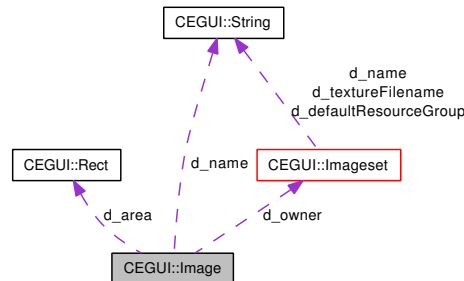 CEGUI::String
d_name
d_textureFilename
d_defaultResourceGroup
CEGUI::Rect
d_name
CEGUI::Imageset
d_area
d_owner
CEGUI::Image